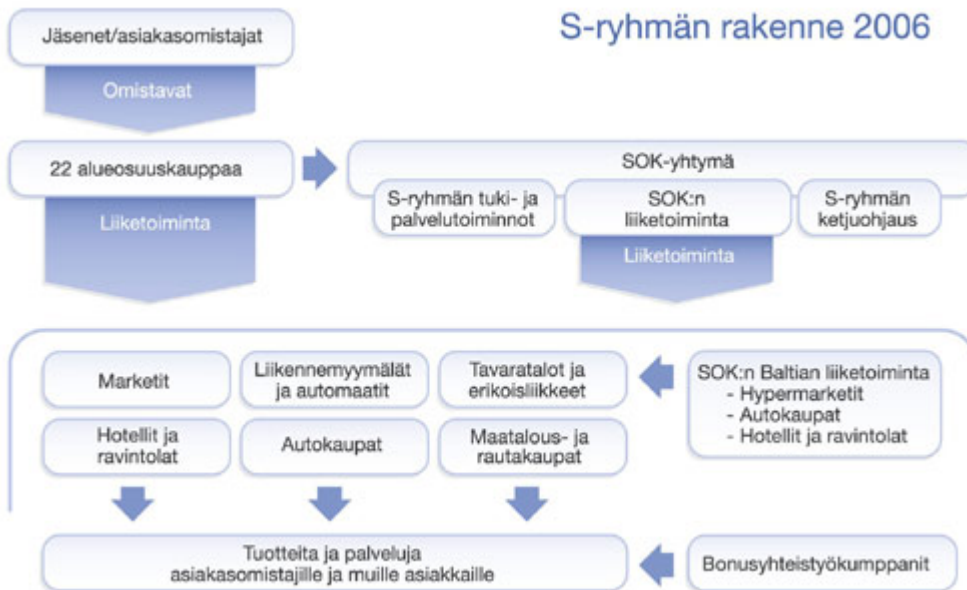 S-ryhmän rakenne 2006
Jäsenet/asiakasomistajat
Omistavat
22 alueosuuskauppaa
Liiketoiminta
SOK-yhtymä
S-ryhmän tuki- ja
palvelutoiminnot
SOK:n
liiketoiminta
S-ryhmän
ketjuohjaus
Liiketoiminta
Marketit
Liikennemyymälät
ja automaatit
Tavaratalot ja
erikoisliikkeet
Hotellit ja
ravintolat
Autokaupat
Maatalous- ja
rautakaupat
SOK:n Baltian liiketoiminta
- Hypermarketit
- Autokaupat
- Hotellit ja ravintolat
Tuotteita ja palveluja
asiakasomistajille ja muille asiakkaille
Bonusyhteistyökumppanit